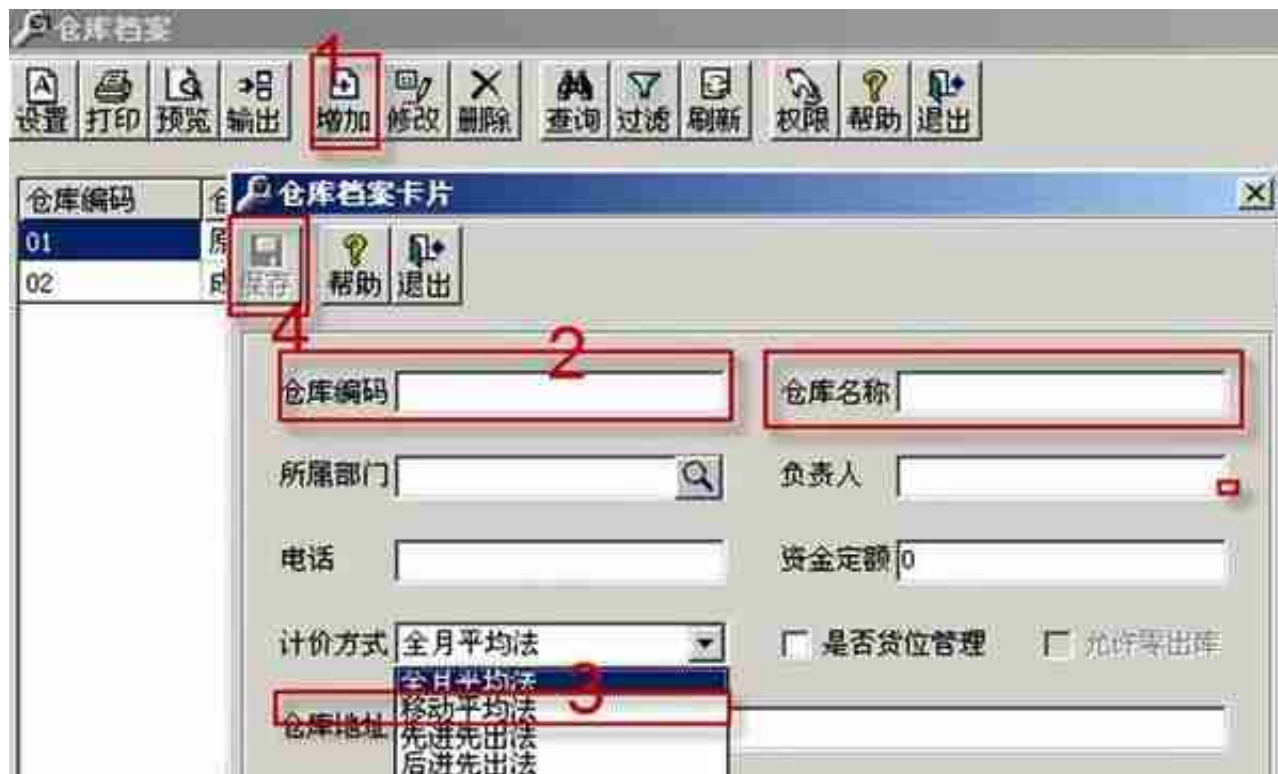 仓库档案
1
设置 打印 预览 输出 增加 修改 删除 查询 过滤 刷新 权限 帮助 退出
仓库编码
仓库档案卡片
01
02
保存 帮助 退出
4 2
仓库编码 仓库名称
所属部门 负责人
电话 资金定额 0
计价方式 全月平均法 是否货位管理 允许零出库
全月平均法
3
仓库地址 移动平均法
先进先出法
后进先出法